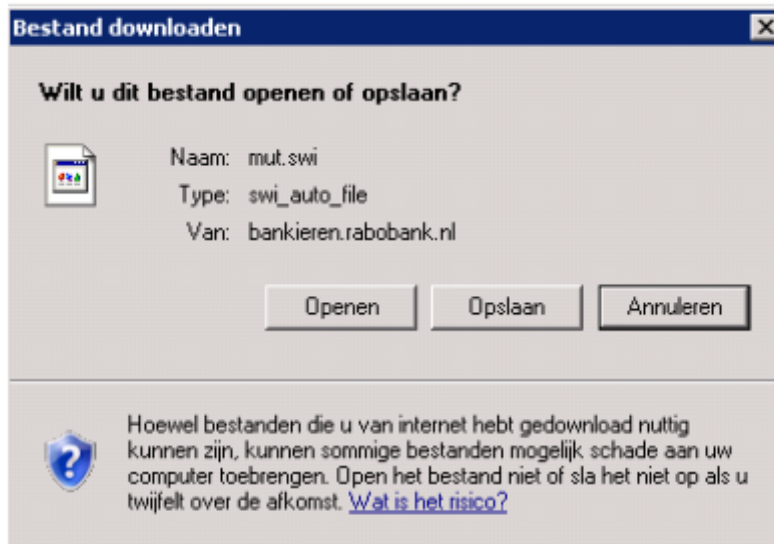 Bestand downloaden
Wilt u dit bestand openen of opslaan?
Naam: mut.swi
Type: swi_auto_file
Van: bankieren.rabobank.nl
Openen Opslaan Annuleren
Hoewel bestanden die u van internet hebt gedownload nuttig
kunnen zijn, kunnen sommige bestanden mogelijk schade aan uw
computer toebrengen. Open het bestand niet of sla het niet op als u
twijfelt over de afkomst. Wat is het risico?